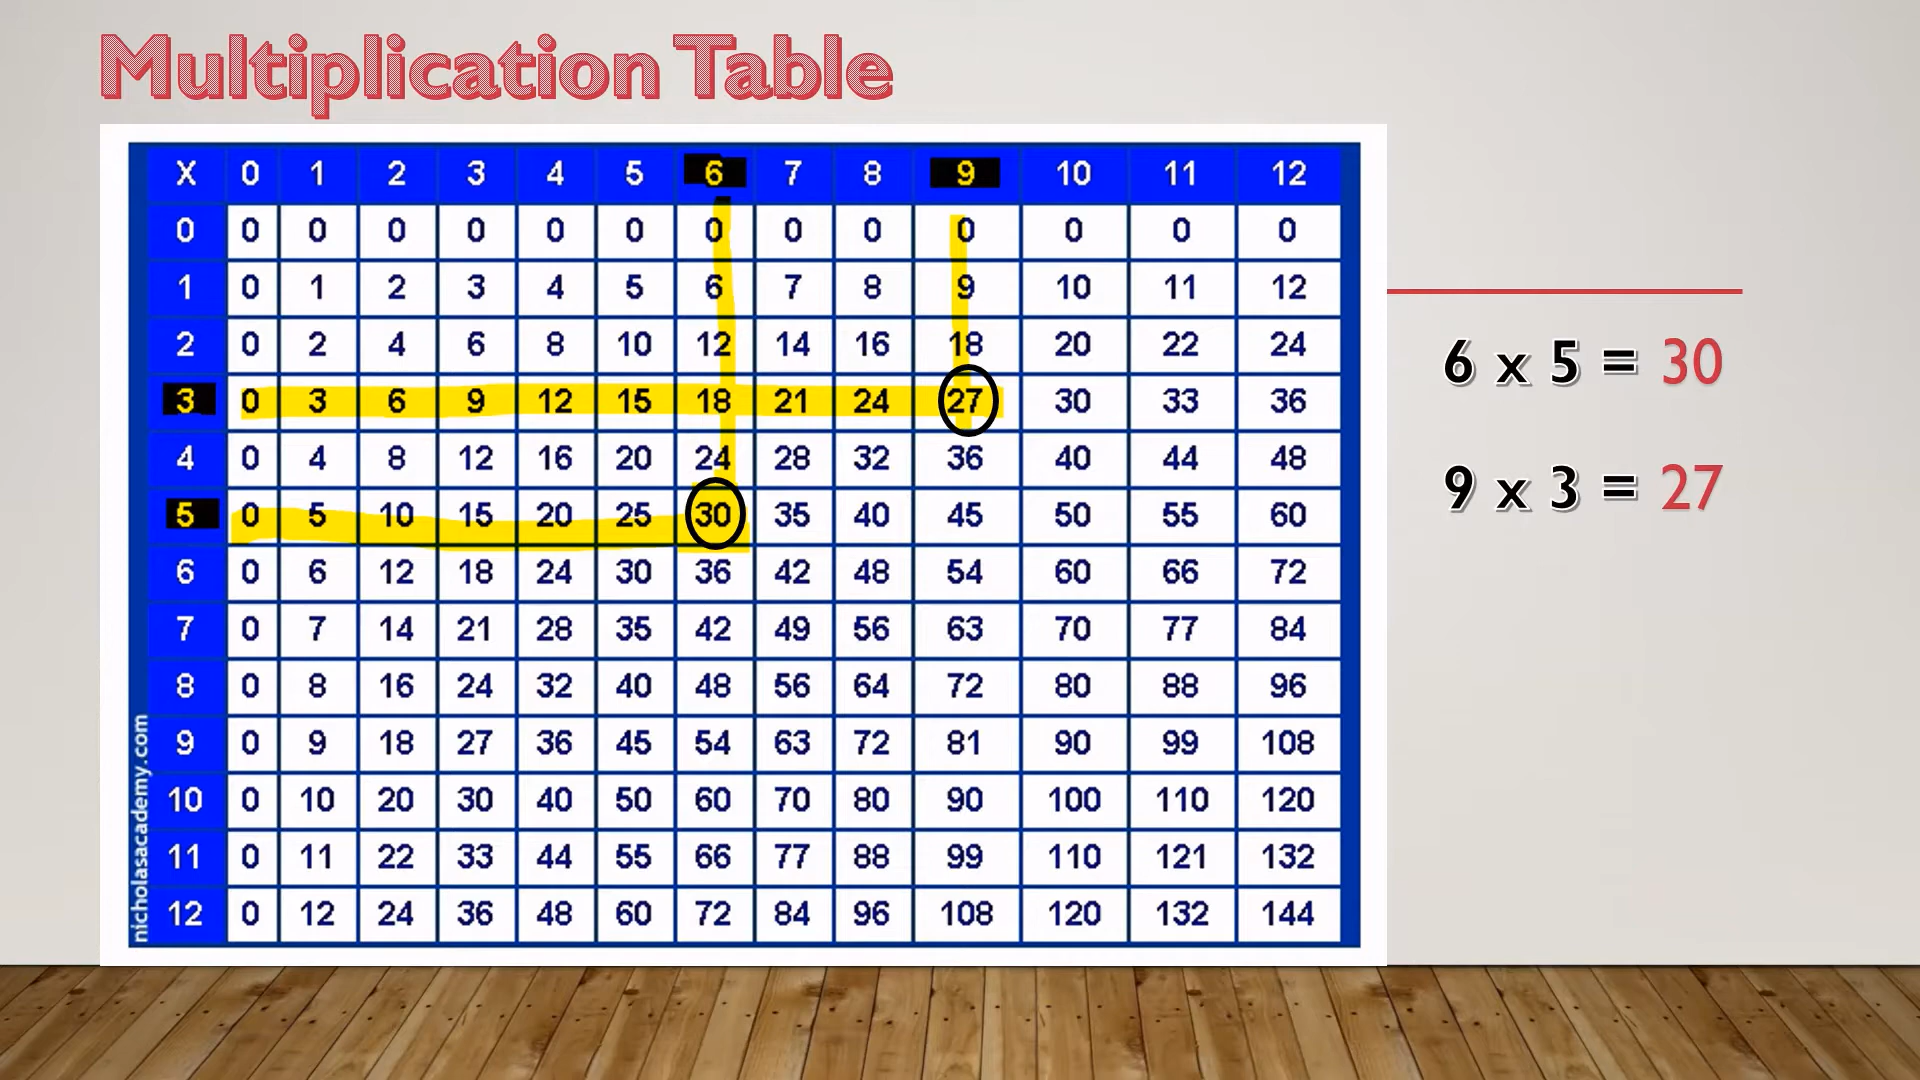 Multiplication Table
X 0 1 2 3 4 5 6 7 8 9 10 11 12
0 0 0 0 0 0 0 0 0 0 0 0 0 0
1 0 1 2 3 4 5 6 7 8 9 10 11 12
2 0 2 4 6 8 10 12 14 16 18 20 22 24
3 0 3 6 9 12 15 18 21 24 27 30 33 36
4 0 4 8 12 16 20 24 28 32 36 40 44 48
5 0 5 10 15 20 25 30 35 40 45 50 55 60
6 0 6 12 18 24 30 36 42 48 54 60 66 72
7 0 7 14 21 28 35 42 49 56 63 70 77 84
8 0 8 16 24 32 40 48 56 64 72 80 88 96
9 0 9 18 27 36 45 54 63 72 81 90 99 108
10 0 10 20 30 40 50 60 70 80 90 100 110 120
11 0 11 22 33 44 55 66 77 88 99 110 121 132
12 0 12 24 36 48 60 72 84 96 108 120 132 144
nicholasacademy.com
6 x 5 = 30
9 x 3 = 27